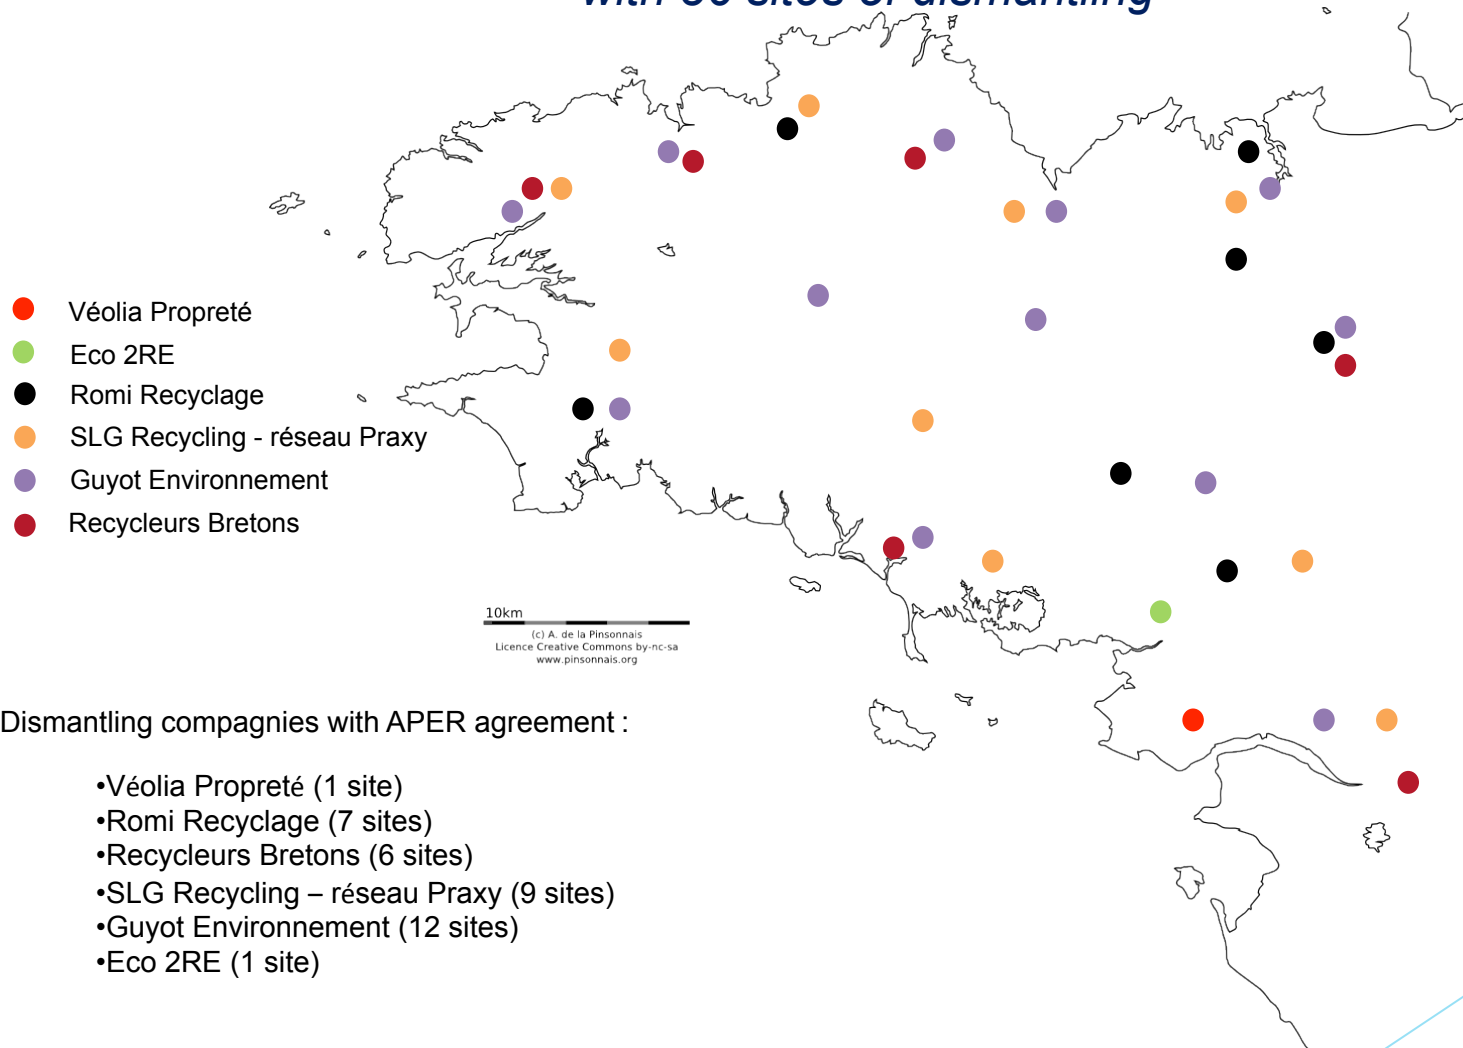 of dismantling
Véolia Propreté
Eco 2RE
Romi Recyclage
SLG Recycling - réseau Praxy
Guyot Environnement
Recycleurs Bretons
10km
(c) A. de la Pinsonnais
Licence Creative Commons by-nc-sa
www.pinsonnais.org
Dismantling compagnies with APER agreement :
•Véolia Propreté (1 site)
•Romi Recyclage (7 sites)
•Recycleurs Bretons (6 sites)
•SLG Recycling – réseau Praxy (9 sites)
•Guyot Environnement (12 sites)
•Eco 2RE (1 site)